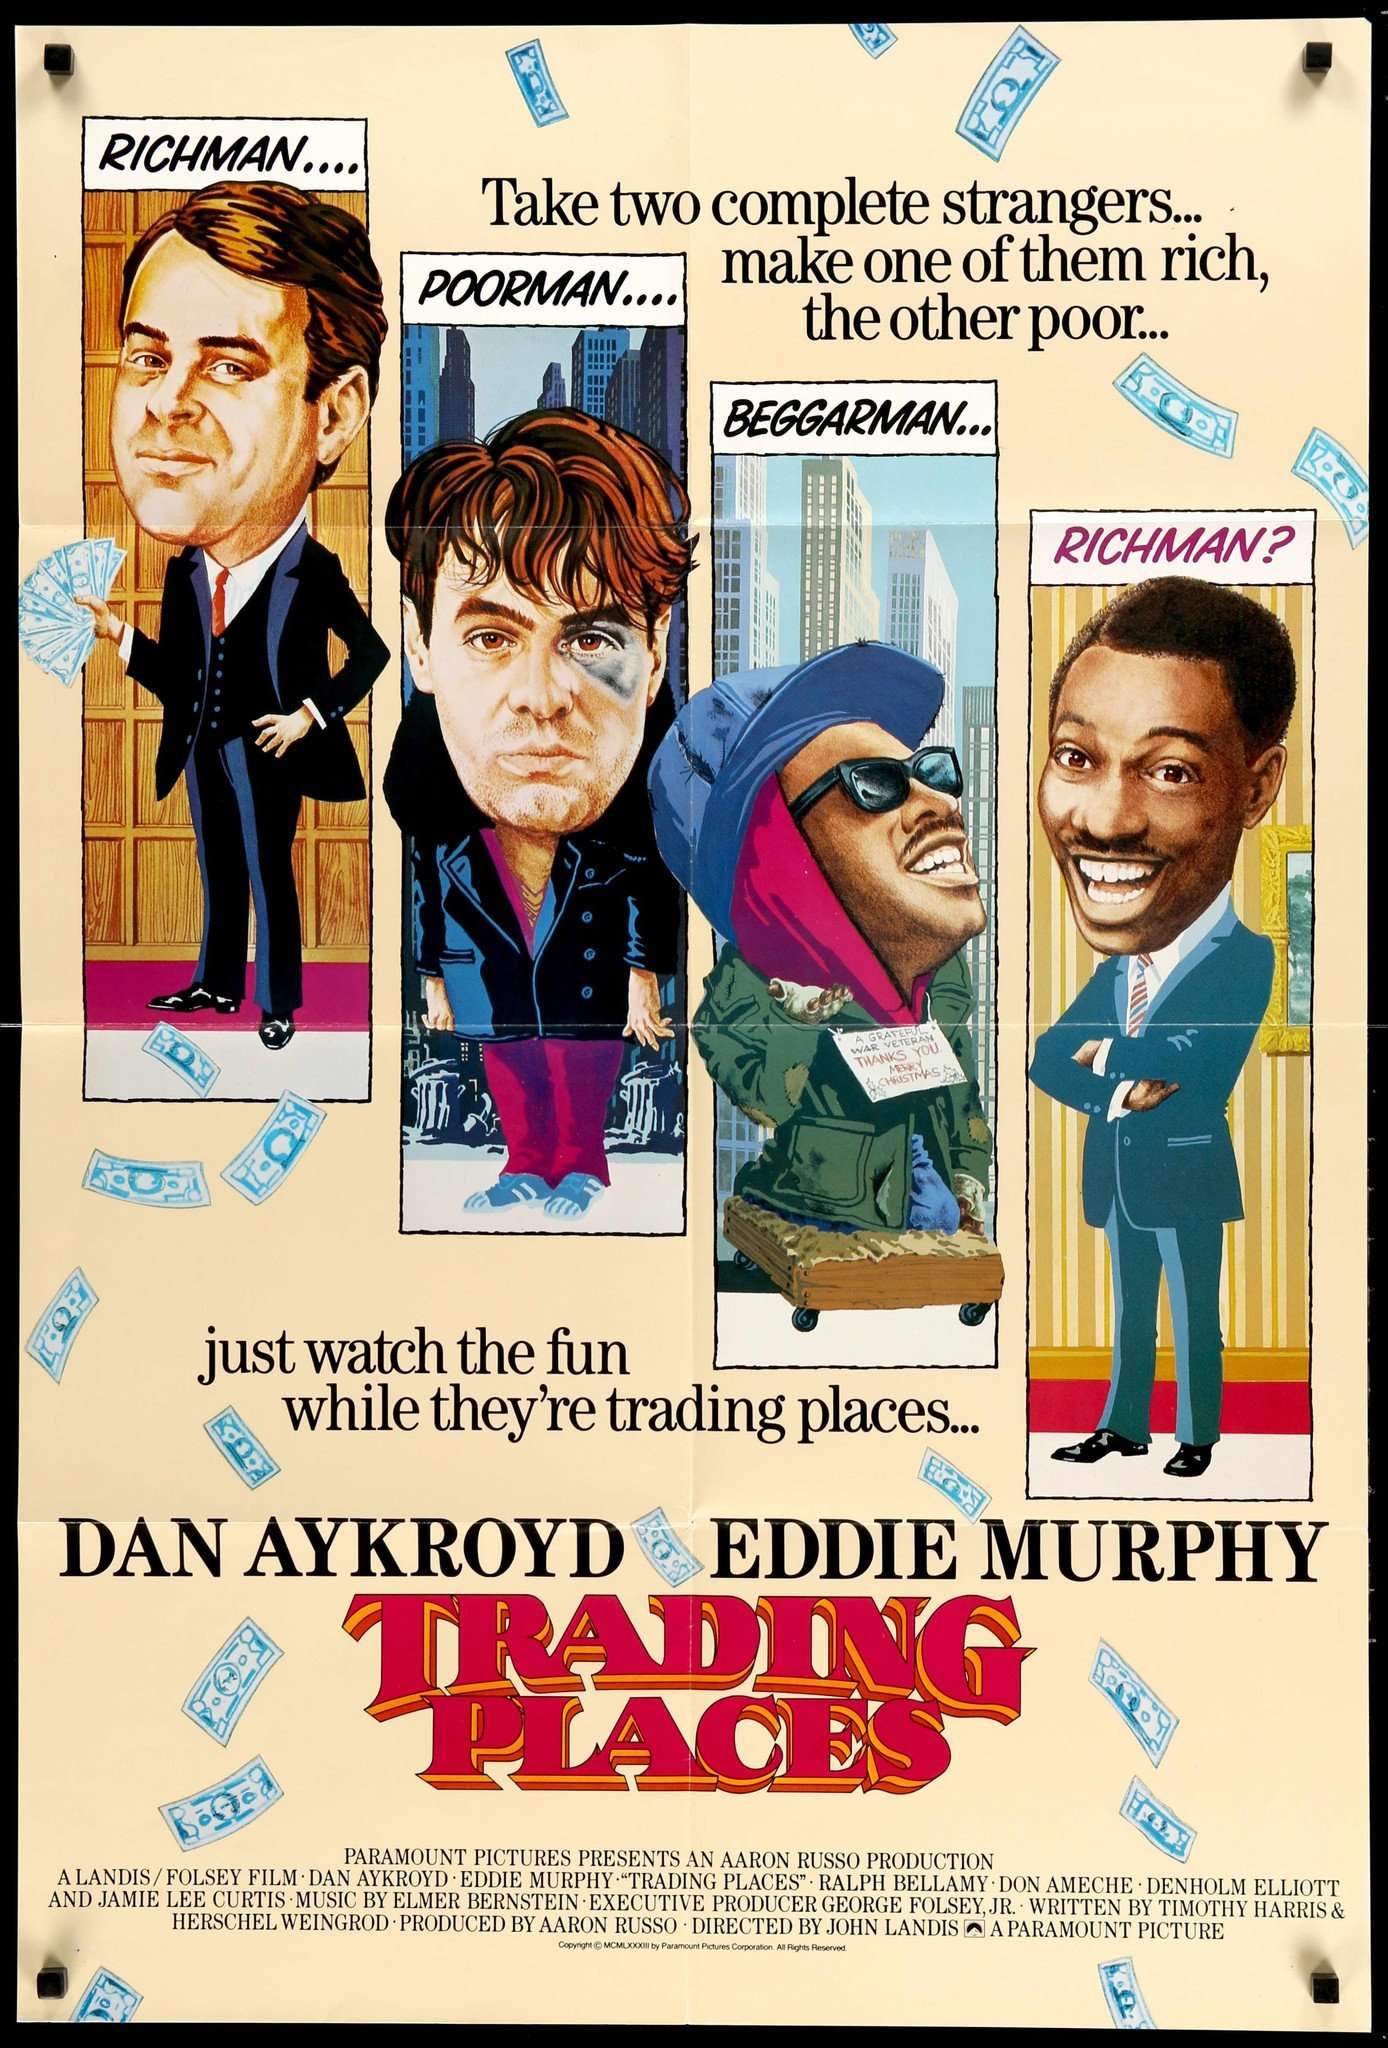 RICHMAN....
POORMAN....
BEGGARMAN...
RICHMAN?
Take two complete strangers...
make one of them rich,
the other poor...
A GRATEFUL
WAR VETERAN
THANKS YOU
MERRY
CHRISTMAS
just watch the fun
while they're trading places...
DAN AYKROYD EDDIE MURPHY
TRADING
PLACES
PARAMOUNT PICTURES PRESENTS AN AARON RUSSO PRODUCTION
A LANDIS/FOLSEY FILM · DAN AYKROYD · EDDIE MURPHY · "TRADING PLACES" · RALPH BELLAMY · DON AMECHE · DENHOLM ELLIOTT
AND JAMIE LEE CURTIS · MUSIC BY ELMER BERNSTEIN · EXECUTIVE PRODUCER GEORGE FOLSEY, JR. · WRITTEN BY TIMOTHY HARRIS &
HERSCHEL WEINGROD · PRODUCED BY AARON RUSSO · DIRECTED BY JOHN LANDIS A PARAMOUNT PICTURE
Copyright © MCMLXXXIII by Paramount Pictures Corporation. All Rights Reserved.